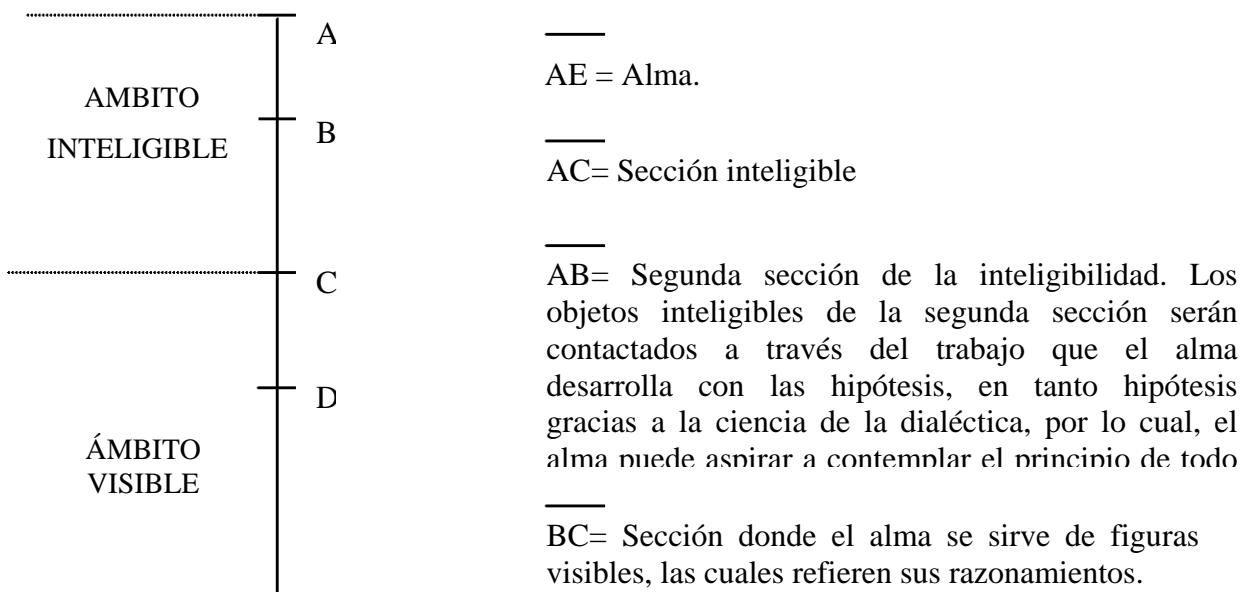 A
AMBITO
INTELIGIBLE
B
C
D
ÁMBITO
VISIBLE
AE = Alma.
AC= Sección inteligible
AB= Segunda sección de la inteligibilidad. Los
objetos inteligibles de la segunda sección serán
contactados a través del trabajo que el alma
desarrolla con las hipótesis, en tanto hipótesis
gracias a la ciencia de la dialéctica, por lo cual, el
alma puede aspirar a contemplar el principio de todo
BC= Sección donde el alma se sirve de figuras
visibles, las cuales refieren sus razonamientos.